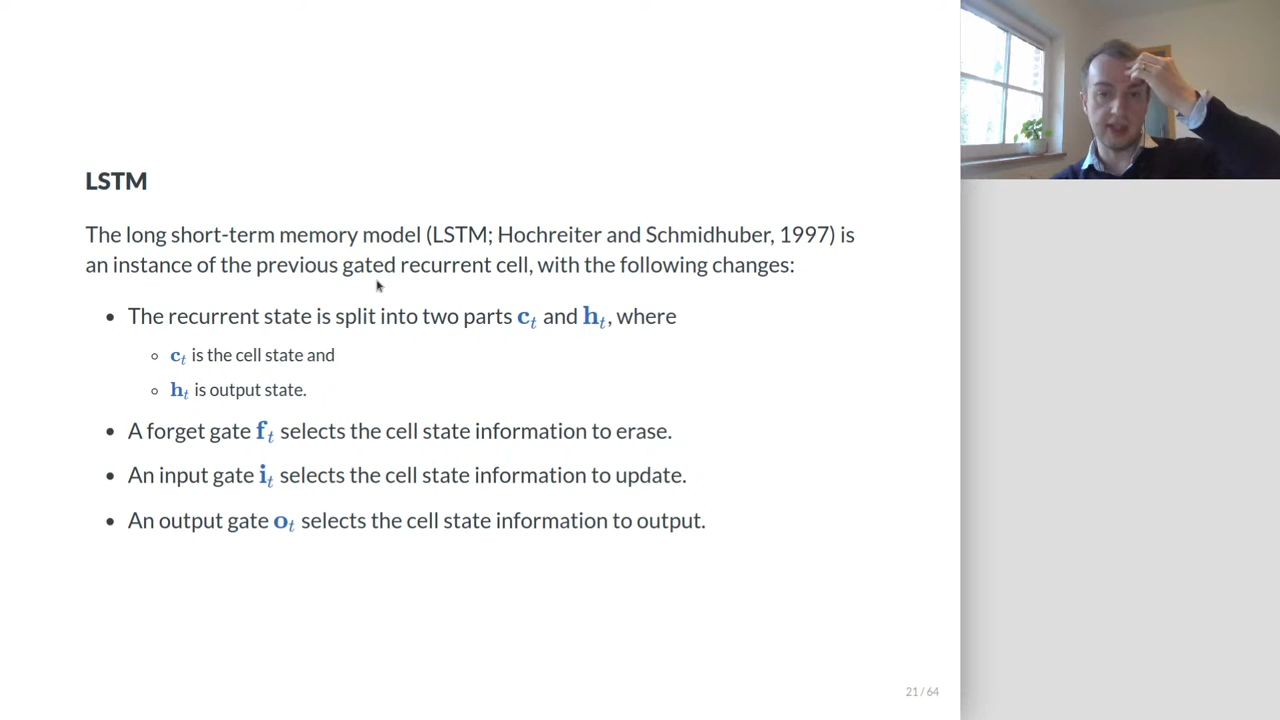 LSTM
The long short-term memory model (LSTM; Hochreiter and Schmidhuber, 1997) is
an instance of the previous gated recurrent cell, with the following changes:
• The recurrent state is split into two parts cₜ and hₜ, where
◦ cₜ is the cell state and
◦ hₜ is output state.
• A forget gate fₜ selects the cell state information to erase.
• An input gate iₜ selects the cell state information to update.
• An output gate oₜ selects the cell state information to output.
21 / 64